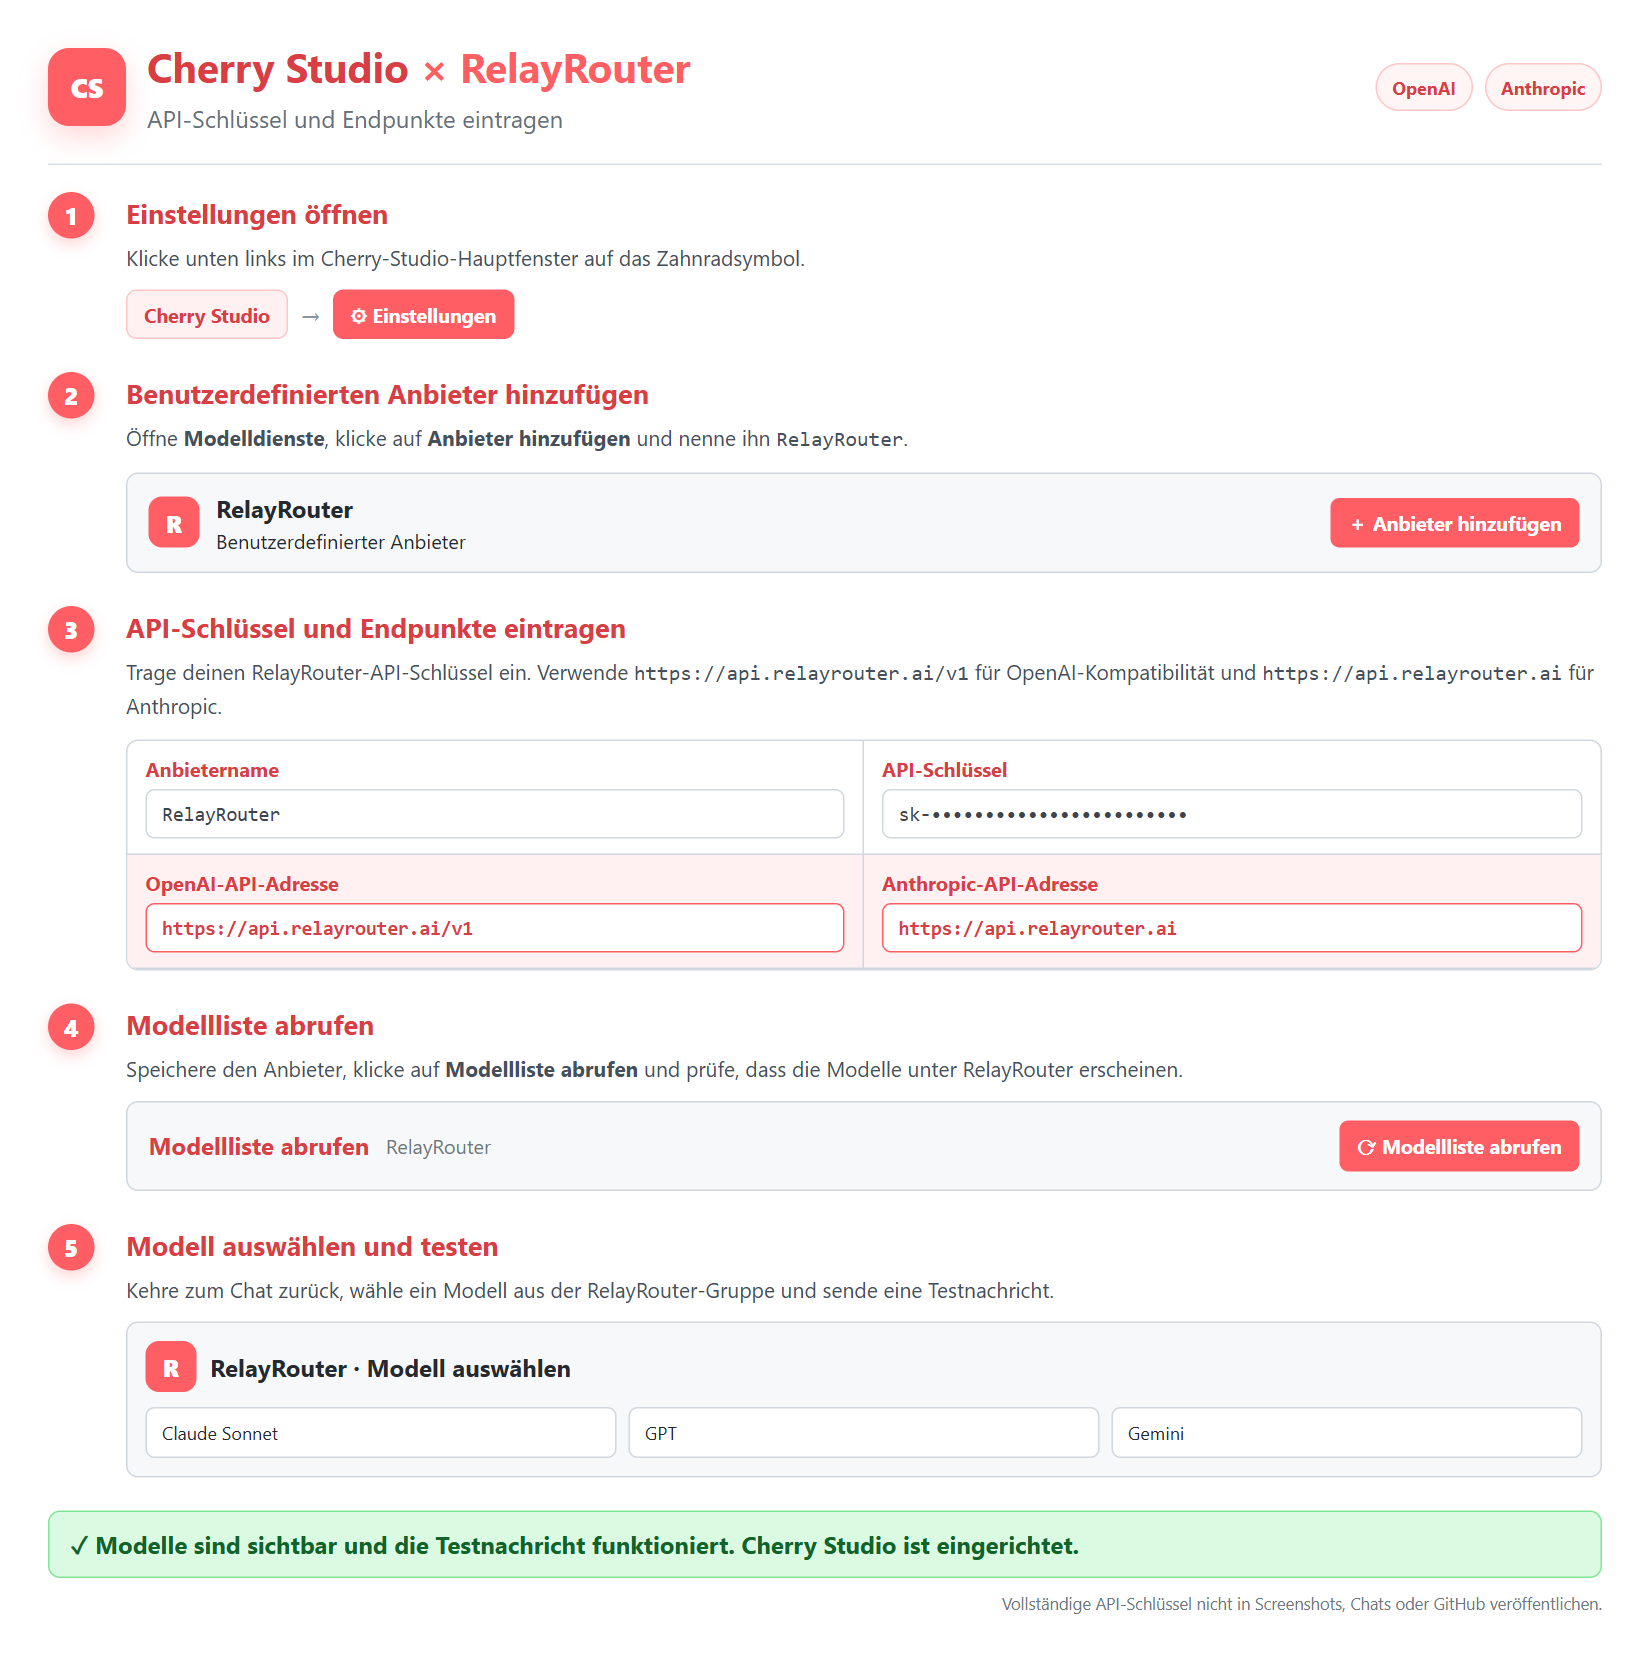 CS
Cherry Studio × RelayRouter
API-Schlüssel und Endpunkte eintragen
OpenAI
Anthropic
1
Einstellungen öffnen
Klicke unten links im Cherry-Studio-Hauptfenster auf das Zahnradsymbol.
Cherry Studio → ⚙ Einstellungen
2
Benutzerdefinierten Anbieter hinzufügen
Öffne Modelldienste, klicke auf Anbieter hinzufügen und nenne ihn RelayRouter.
R
RelayRouter
Benutzerdefinierter Anbieter
+ Anbieter hinzufügen
3
API-Schlüssel und Endpunkte eintragen
Trage deinen RelayRouter-API-Schlüssel ein. Verwende https://api.relayrouter.ai/v1 für OpenAI-Kompatibilität und https://api.relayrouter.ai für
Anthropic.
Anbietername
RelayRouter
API-Schlüssel
sk-••••••••••••••••••••••••
OpenAI-API-Adresse
https://api.relayrouter.ai/v1
Anthropic-API-Adresse
https://api.relayrouter.ai
4
Modellliste abrufen
Speichere den Anbieter, klicke auf Modellliste abrufen und prüfe, dass die Modelle unter RelayRouter erscheinen.
Modellliste abrufen RelayRouter
⟳ Modellliste abrufen
5
Modell auswählen und testen
Kehre zum Chat zurück, wähle ein Modell aus der RelayRouter-Gruppe und sende eine Testnachricht.
R
RelayRouter · Modell auswählen
Claude Sonnet
GPT
Gemini
✓ Modelle sind sichtbar und die Testnachricht funktioniert. Cherry Studio ist eingerichtet.
Vollständige API-Schlüssel nicht in Screenshots, Chats oder GitHub veröffentlichen.